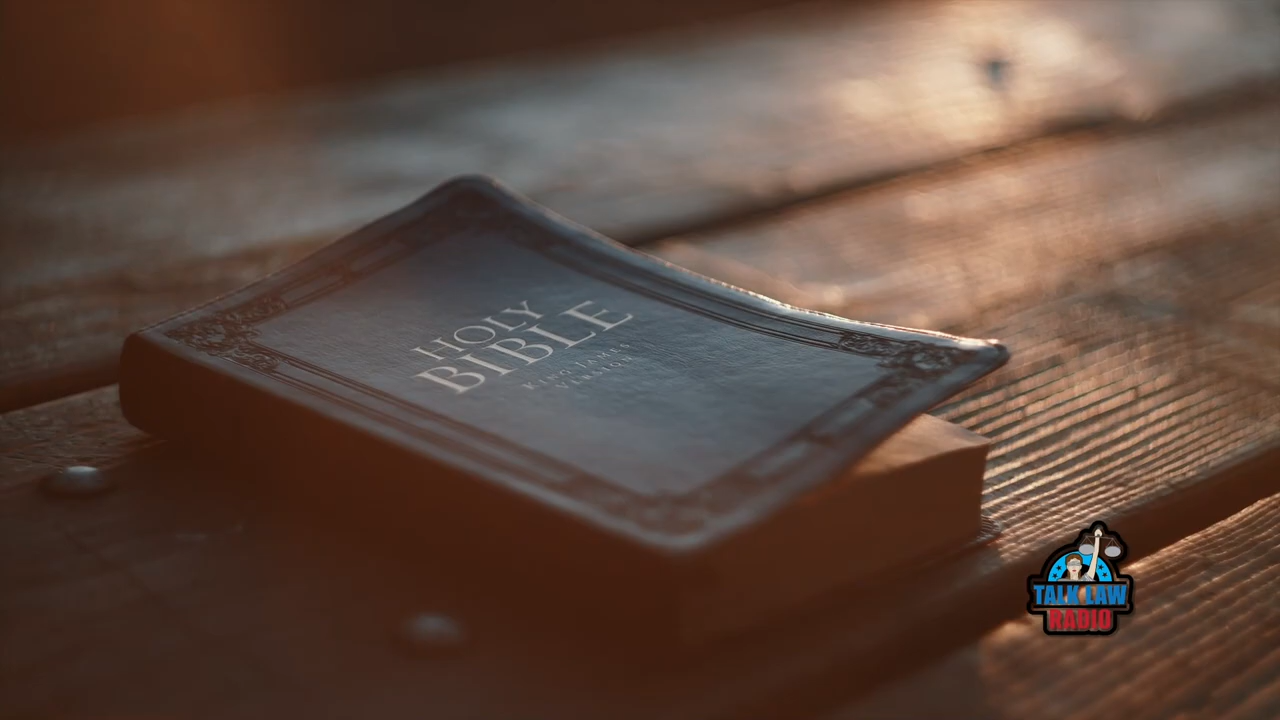 HOLY
BIBLE
KING JAMES
VERSION
TALK LAW
RADIO